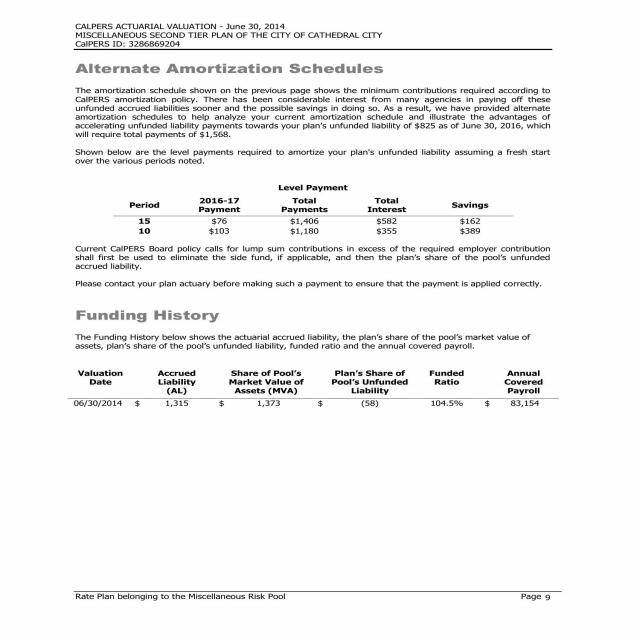 CALPERS ACTUARIAL VALUATION - June 30, 2014
MISCELLANEOUS SECOND TIER PLAN OF THE CITY OF CATHEDRAL CITY
CalPERS ID: 3286869204
Alternate Amortization Schedules
The amortization schedule shown on the previous page shows the minimum contributions required according to
CalPERS amortization policy. There has been considerable interest from many agencies in paying off these
unfunded accrued liabilities sooner and the possible savings in doing so. As a result, we have provided alternate
amortization schedules to help analyze your current amortization schedule and illustrate the advantages of
accelerating unfunded liability payments towards your plan's unfunded liability of $825 as of June 30, 2016, which
will require total payments of $1,568.
Shown below are the level payments required to amortize your plan's unfunded liability assuming a fresh start
over the various periods noted.
Level Payment
Period 2016-17 Payment Total Payments Total Interest Savings
15 $76 $1,406 $582 $162
10 $103 $1,180 $355 $389
Current CalPERS Board policy calls for lump sum contributions in excess of the required employer contribution
shall first be used to eliminate the side fund, if applicable, and then the plan's share of the pool's unfunded
accrued liability.
Please contact your plan actuary before making such a payment to ensure that the payment is applied correctly.
Funding History
The Funding History below shows the actuarial accrued liability, the plan's share of the pool's market value of
assets, plan's share of the pool's unfunded liability, funded ratio and the annual covered payroll.
Valuation Accrued Share of Pool's Plan's Share of Funded Annual
Date Liability Market Value of Pool's Unfunded Ratio Covered
(AL) Assets (MVA) Liability Payroll
06/30/2014 $ 1,315 $ 1,373 $ (58) 104.5% $ 83,154
Rate Plan belonging to the Miscellaneous Risk Pool Page 9